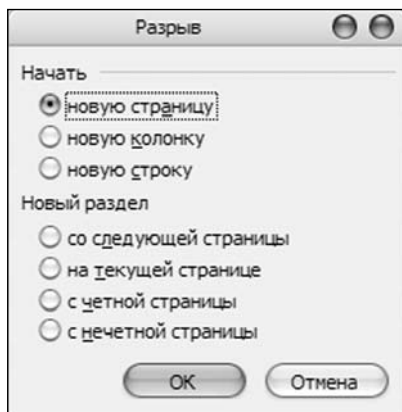 Разрыв
Начать
новую страницу
новую колонку
новую строку
Новый раздел
со следующей страницы
на текущей странице
с четной страницы
с нечетной страницы
ОК
Отмена